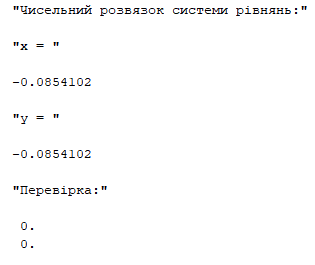 "Чисельний розвязок системи рівнянь:"
"x = "
-0.0854102
"y = "
-0.0854102
"Перевірка:"
0.
0.